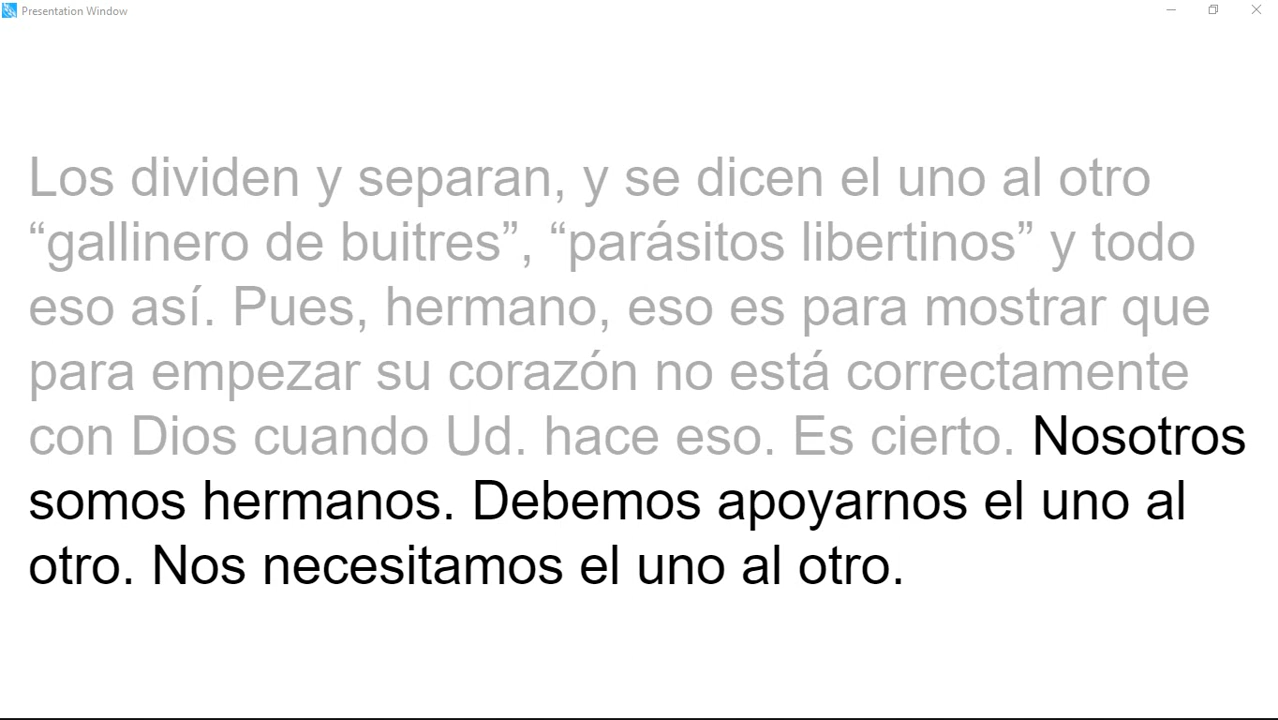 Presentation Window
Los dividen y separan, y se dicen el uno al otro
“gallinero de buitres”, “parásitos libertinos” y todo
eso así. Pues, hermano, eso es para mostrar que
para empezar su corazón no está correctamente
con Dios cuando Ud. hace eso. Es cierto. Nosotros
somos hermanos. Debemos apoyarnos el uno al
otro. Nos necesitamos el uno al otro.